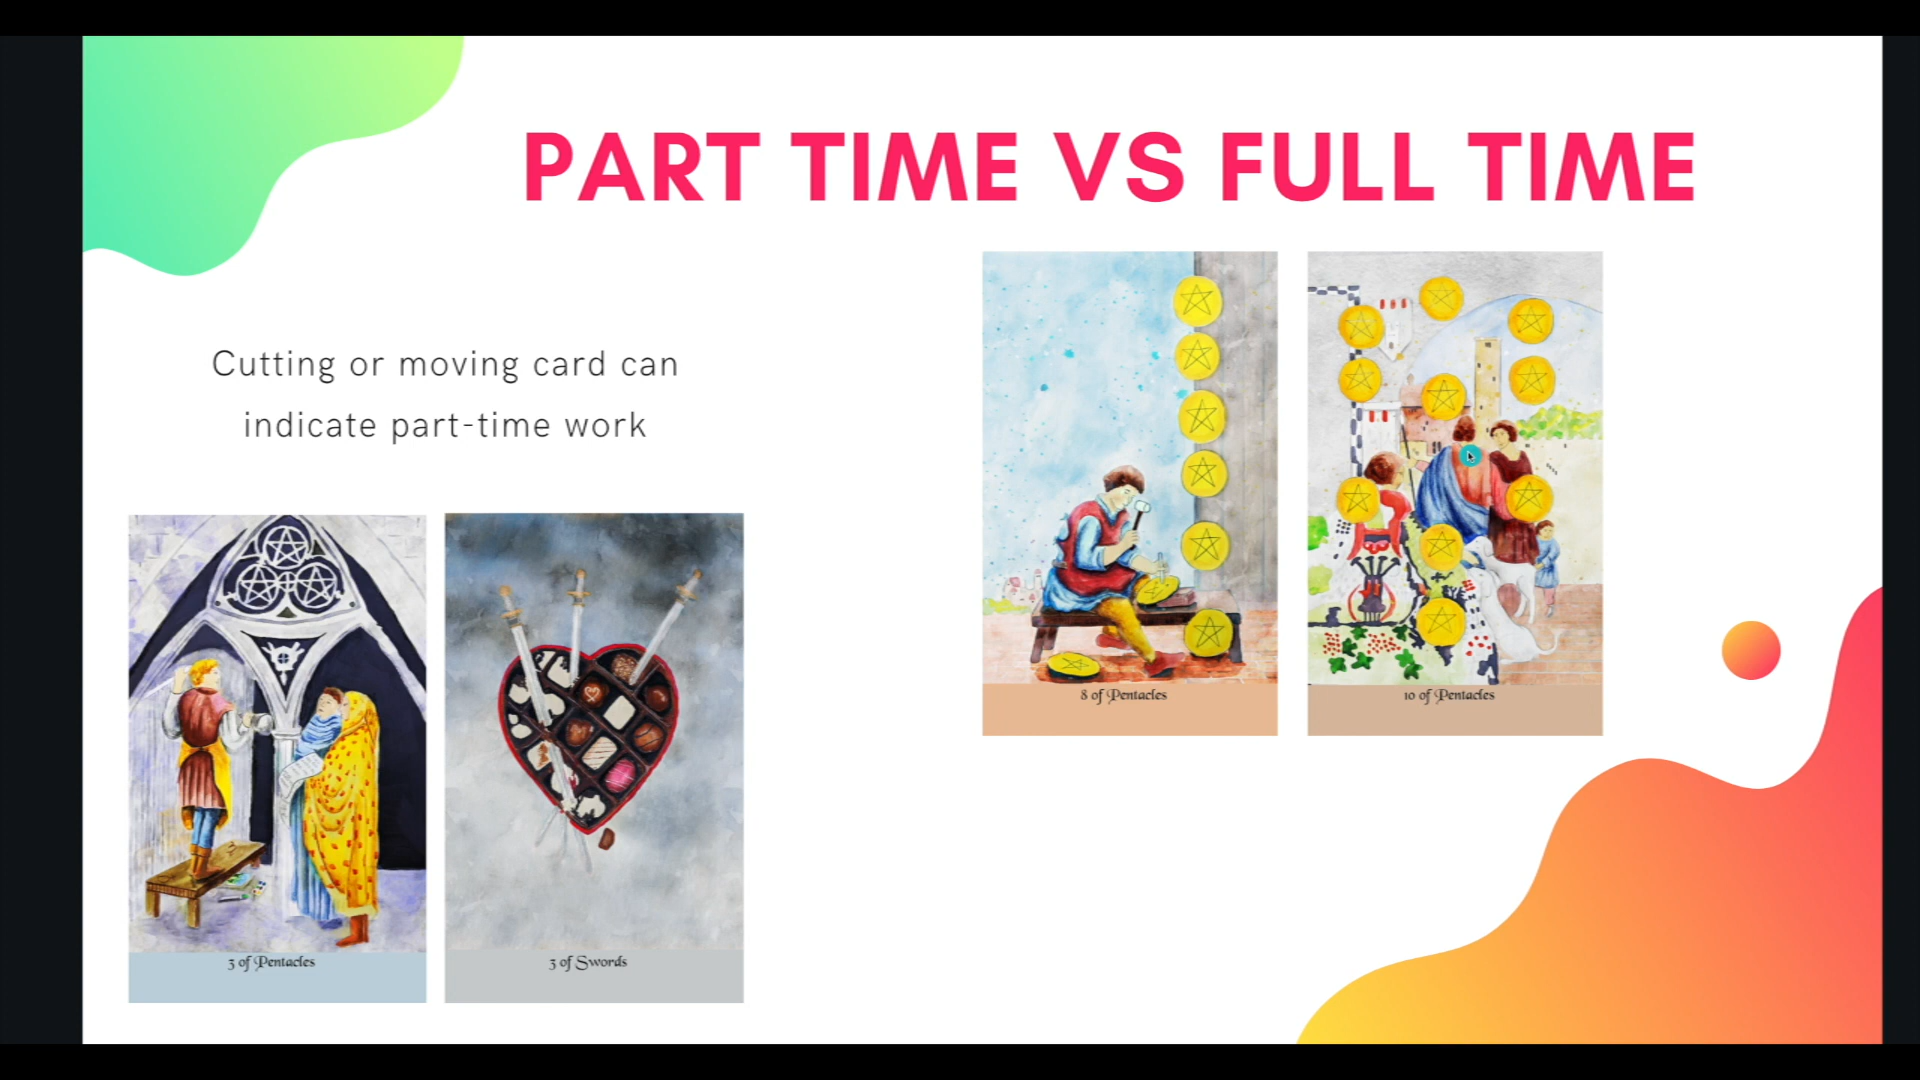 PART TIME VS FULL TIME
Cutting or moving card can
indicate part-time work
3 of Pentacles
3 of Swords
8 of Pentacles
10 of Pentacles